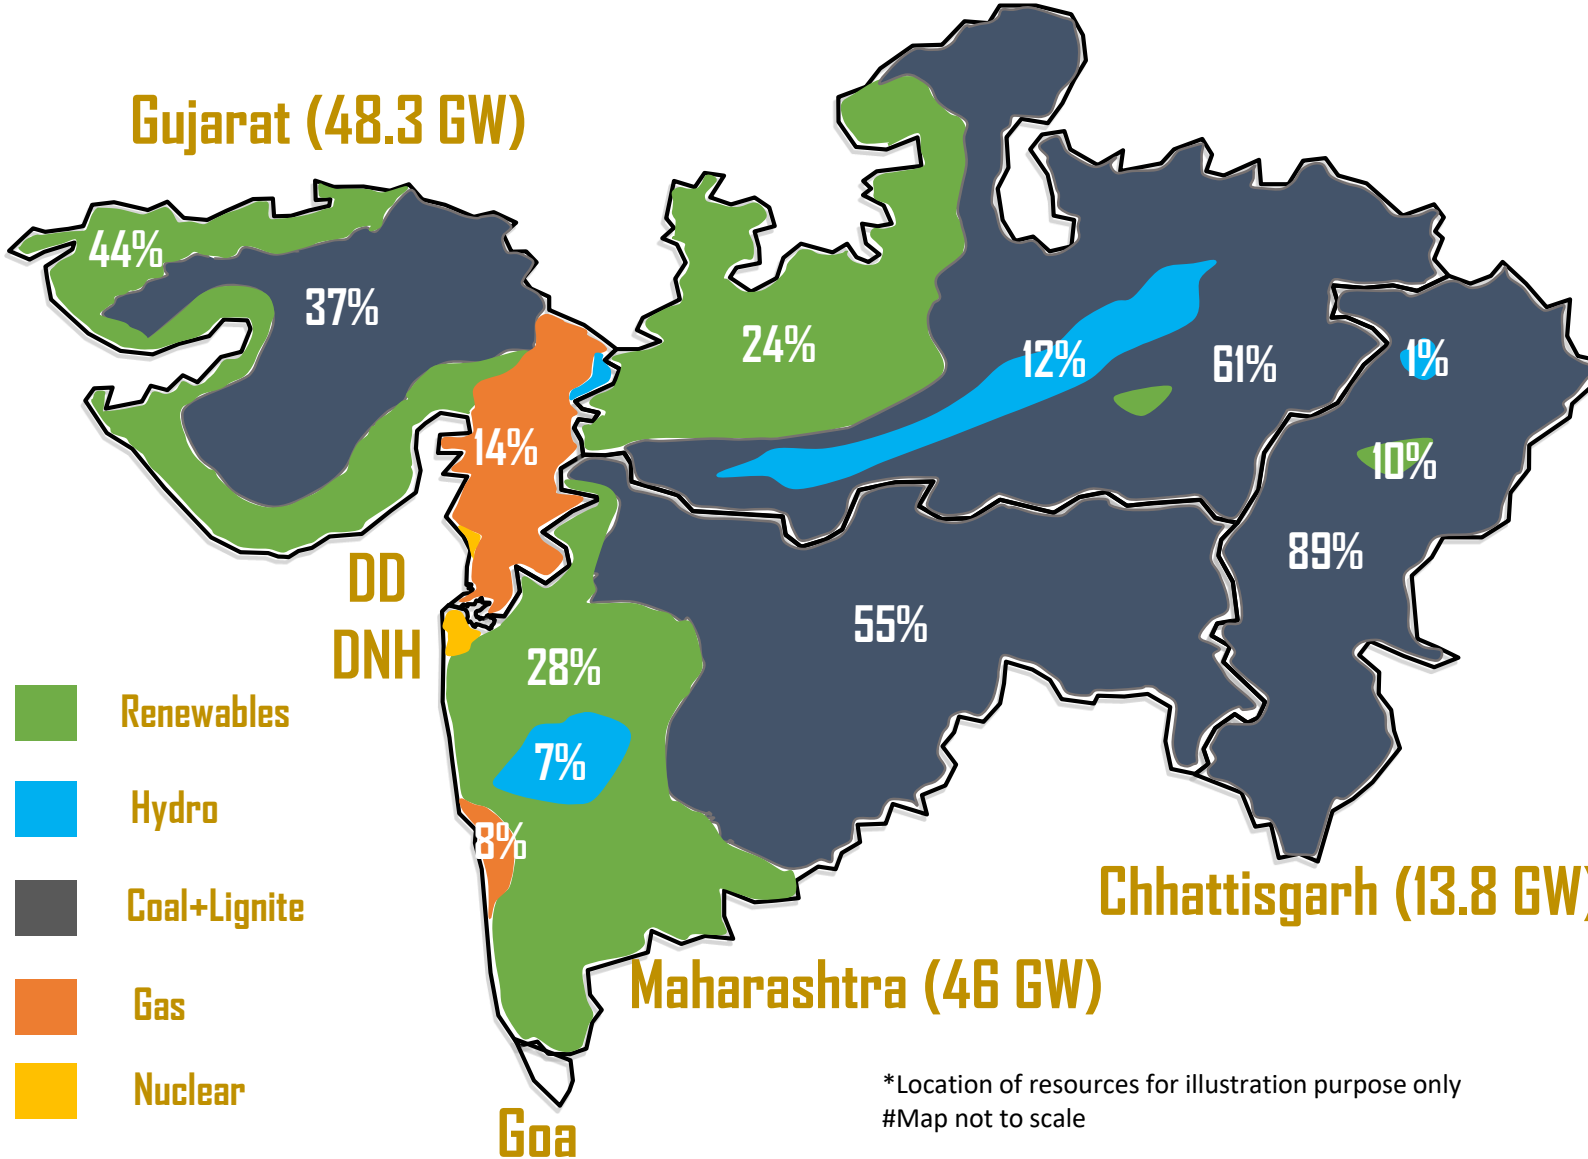 Gujarat (48.3 GW)
44%
37%
24%
12%
61%
1%
14%
10%
89%
DD
DNH
55%
28%
7%
8%
Renewables
Hydro
Coal+Lignite
Gas
Nuclear
Chhattisgarh (13.8 GW)
Maharashtra (46 GW)
Goa
*Location of resources for illustration purpose only
#Map not to scale